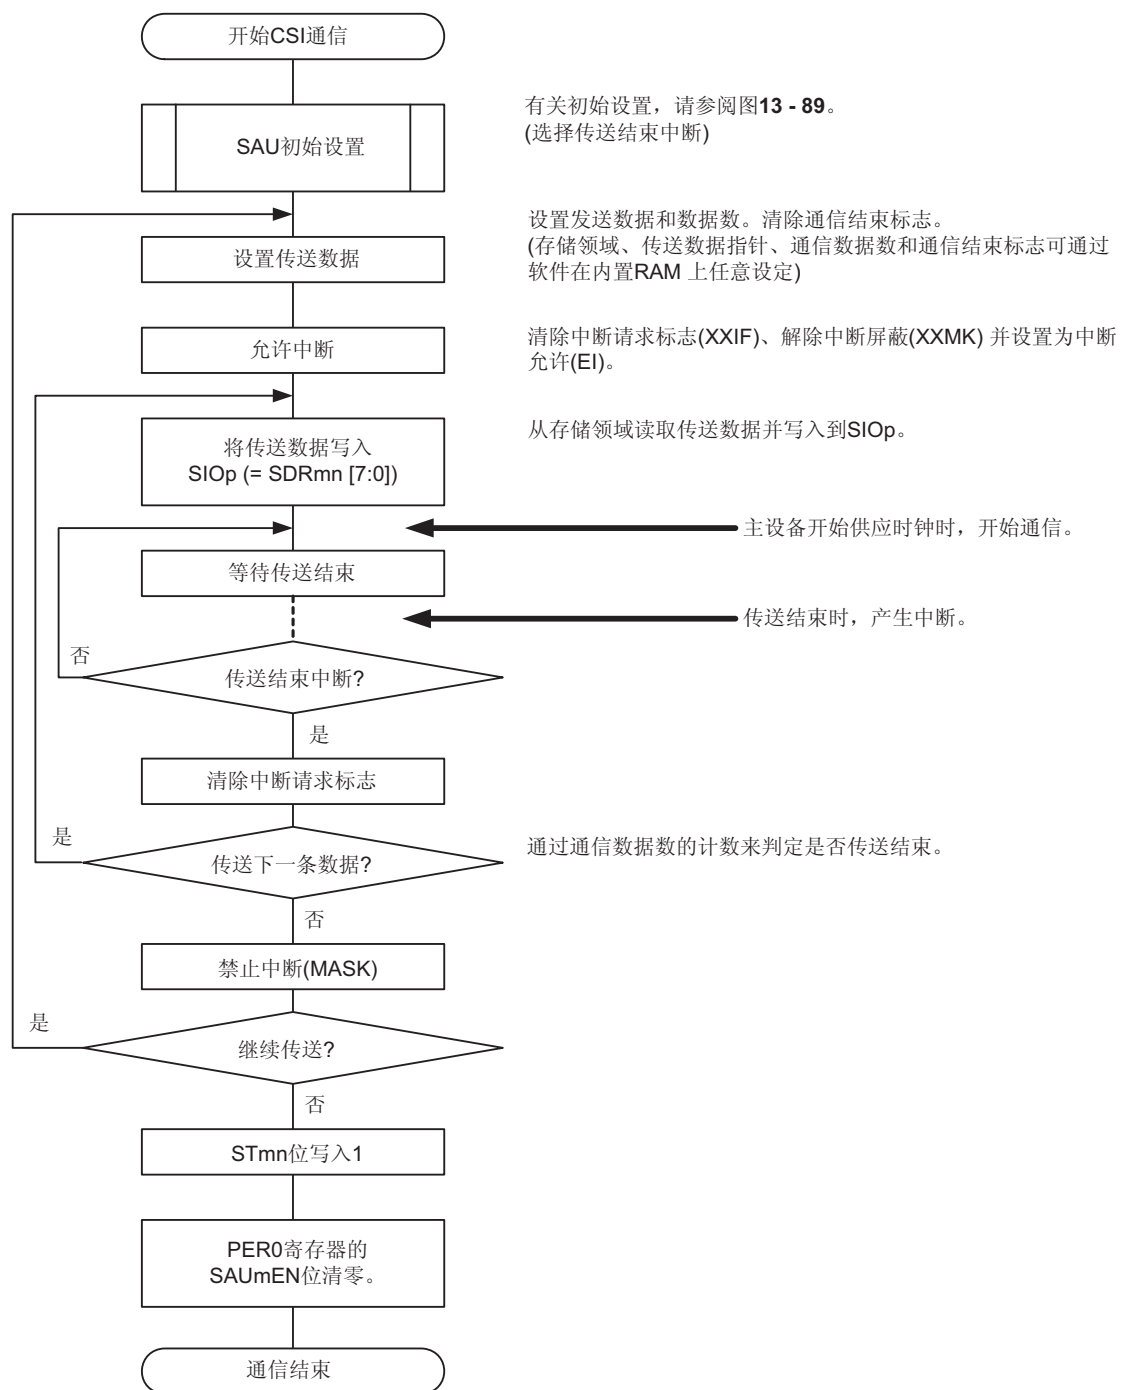 开始CSI通信
有关初始设置，请参阅图13 - 89。
(选择传送结束中断)
SAU初始设置
设置发送数据和数据数。清除通信结束标志。
(存储领域、传送数据指针、通信数据数和通信结束标志可通过
软件在内置RAM 上任意设定)
设置传送数据
清除中断请求标志(XXIF)、解除中断屏蔽(XXMK) 并设置为中断
允许(EI)。
允许中断
从存储领域读取传送数据并写入到SIOp。
将传送数据写入
SIOp (= SDRmn [7:0])
主设备开始供应时钟时，开始通信。
等待传送结束
传送结束时，产生中断。
否
传送结束中断?
是
清除中断请求标志
是
传送下一条数据?
通过通信数据数的计数来判定是否传送结束。
否
禁止中断(MASK)
是
继续传送?
否
STmn位写入1
PER0寄存器的
SAUmEN位清零。
通信结束